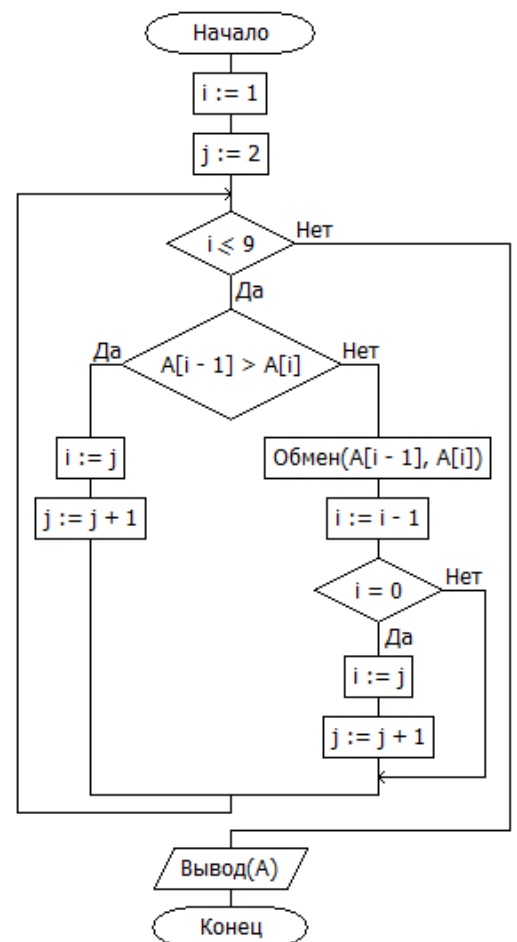 Начало
i := 1
j := 2
i ⩽ 9
Нет
Да
A[i - 1] > A[i]
Да
Нет
i := j
j := j + 1
Обмен(A[i - 1], A[i])
i := i - 1
i = 0
Нет
Да
i := j
j := j + 1
Вывод(A)
Конец